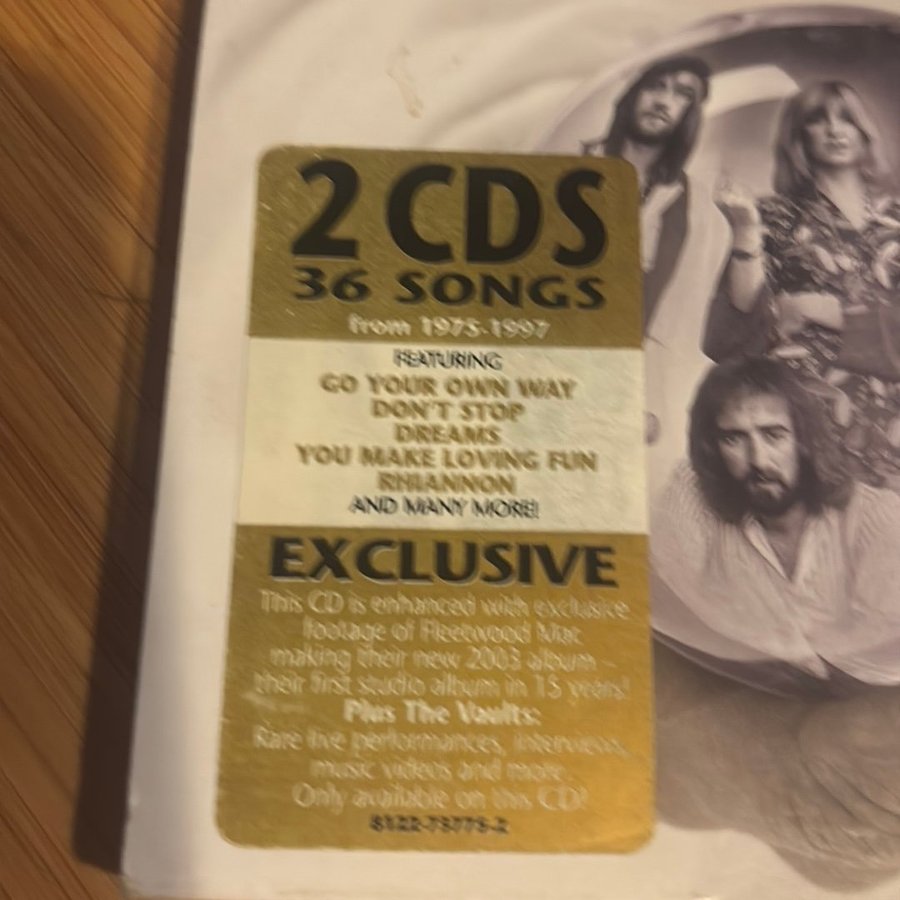 2 CDS
36 SONGS
from 1975-1997
FEATURING
GO YOUR OWN WAY
DON'T STOP
DREAMS
YOU MAKE LOVING FUN
RHIANNON
AND MANY MORE!
EXCLUSIVE
This CD is enhanced with exclusive
footage of Fleetwood Mac
making their new 2003 album –
their first studio album in 15 years!
Plus The Vaults:
Rare live performances, interviews,
music videos and more.
Only available on this CD!
8122-73775-2